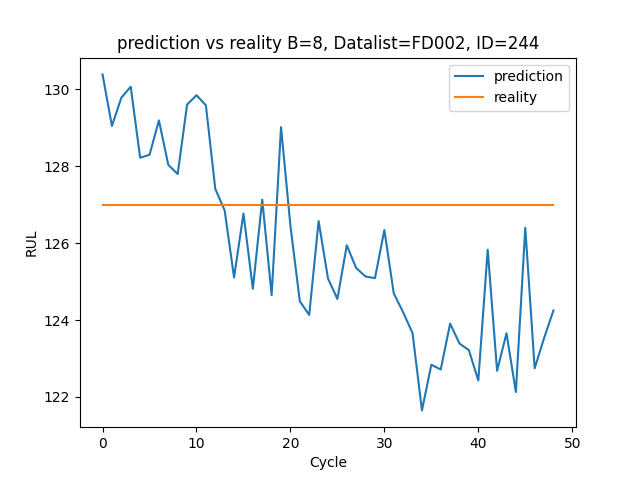 prediction vs reality B=8, Datalist=FD002, ID=244
prediction
reality
RUL
130
128
126
124
122
0 10 20 30 40 50
Cycle